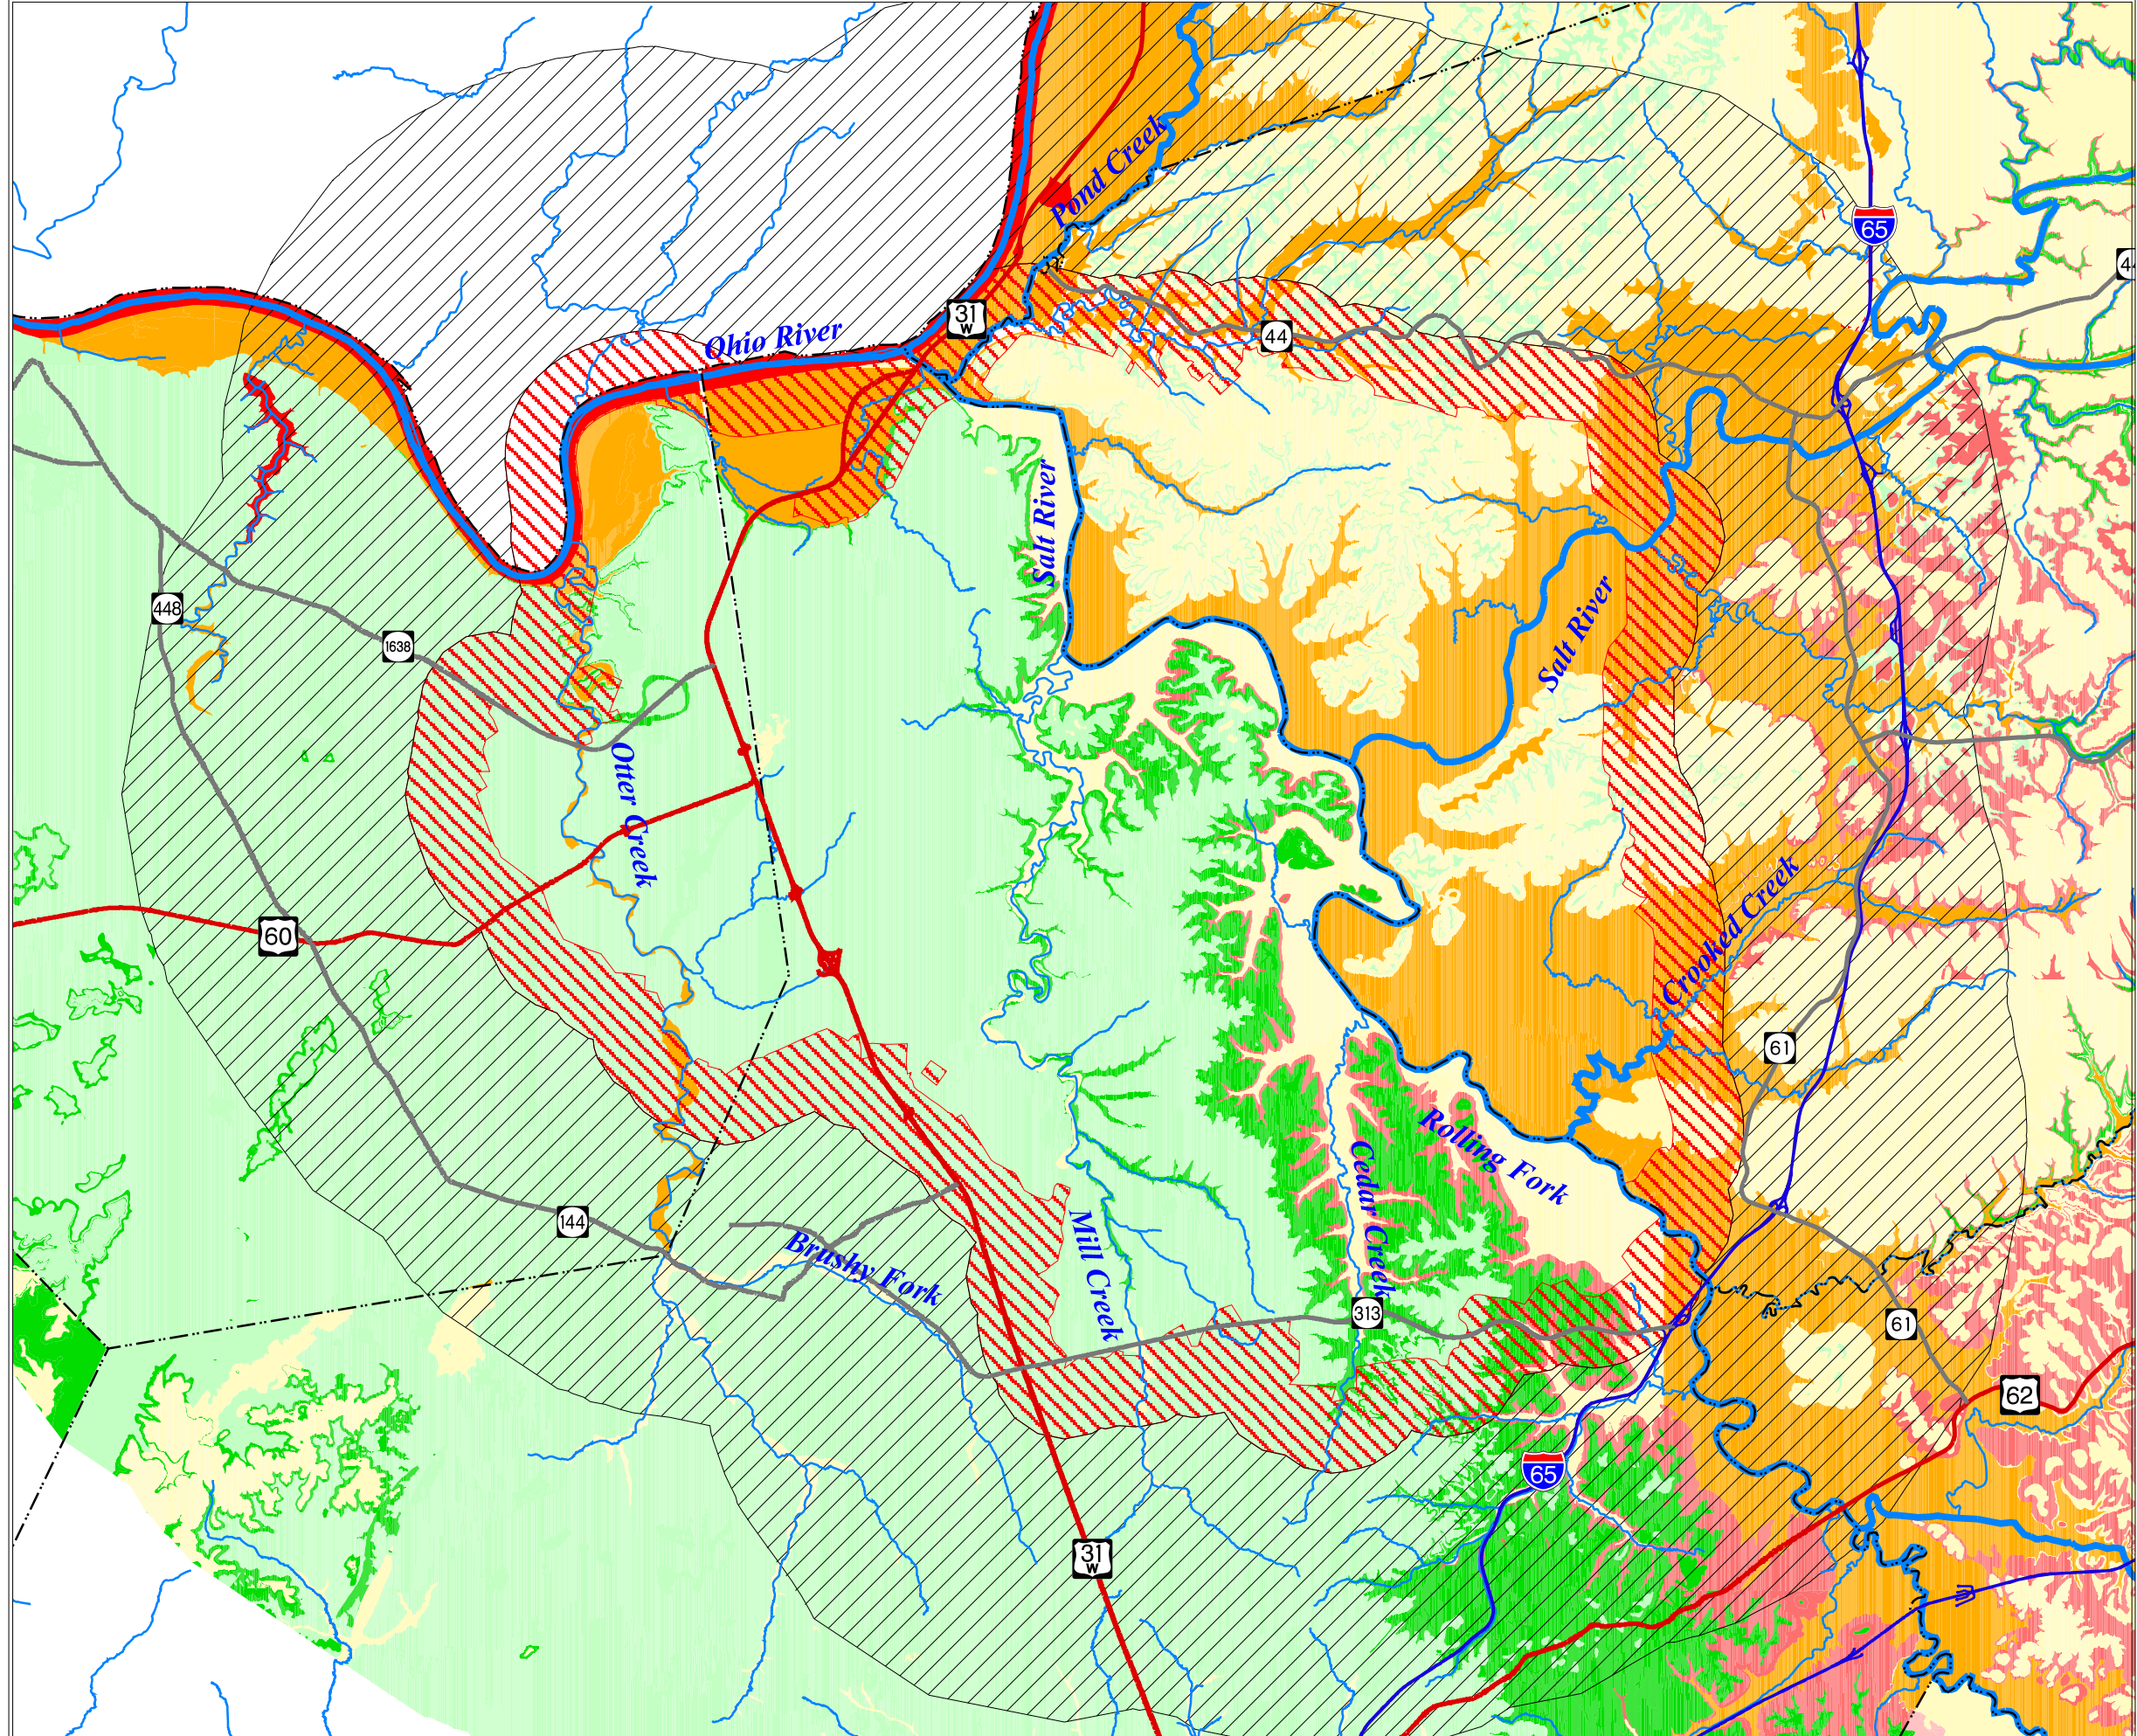 Pond Creek
65
44
31
W
44
Ohio River
Salt River
448
1638
Salt River
Otter Creek
60
Crooked Creek
61
Rolling Fork
Cedar Creek
144
Mill Creek
Brushy Fork
313
61
62
65
31
W